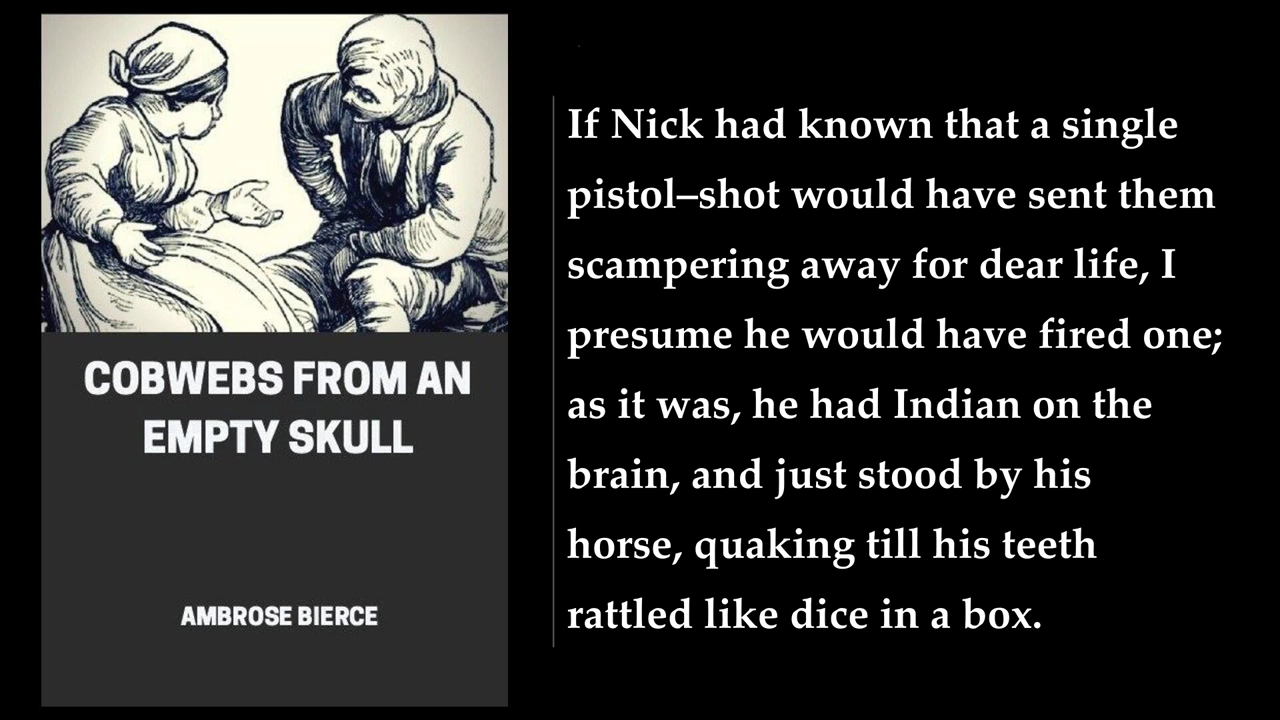 COBWEBS FROM AN
EMPTY SKULL
AMBROSE BIERCE
If Nick had known that a single
pistol–shot would have sent them
scampering away for dear life, I
presume he would have fired one;
as it was, he had Indian on the
brain, and just stood by his
horse, quaking till his teeth
rattled like dice in a box.